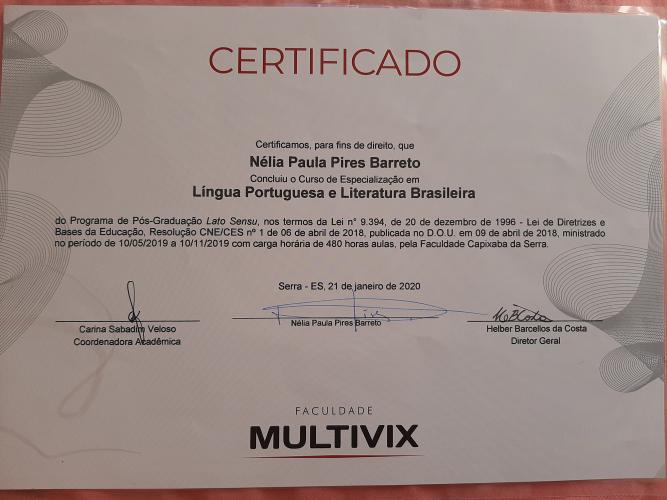 CERTIFICADO
Certificamos, para fins de direito, que
Nélia Paula Pires Barreto
Concluiu o Curso de Especialização em
Língua Portuguesa e Literatura Brasileira
do Programa de Pós-Graduação Lato Sensu, nos termos da Lei n° 9.394, de 20 de dezembro de 1996 - Lei de Diretrizes e
Bases da Educação, Resolução CNE/CES nº 1 de 06 de abril de 2018, publicada no D.O.U. em 09 de abril de 2018, ministrado
no período de 10/05/2019 a 10/11/2019 com carga horária de 480 horas aulas, pela Faculdade Capixaba da Serra.
Serra - ES, 21 de janeiro de 2020
Carina Sabadim Veloso
Coordenadora Acadêmica
Nélia Paula Pires Barreto
Helber Barcellos da Costa
Diretor Geral
FACULDADE
MULTIVIX